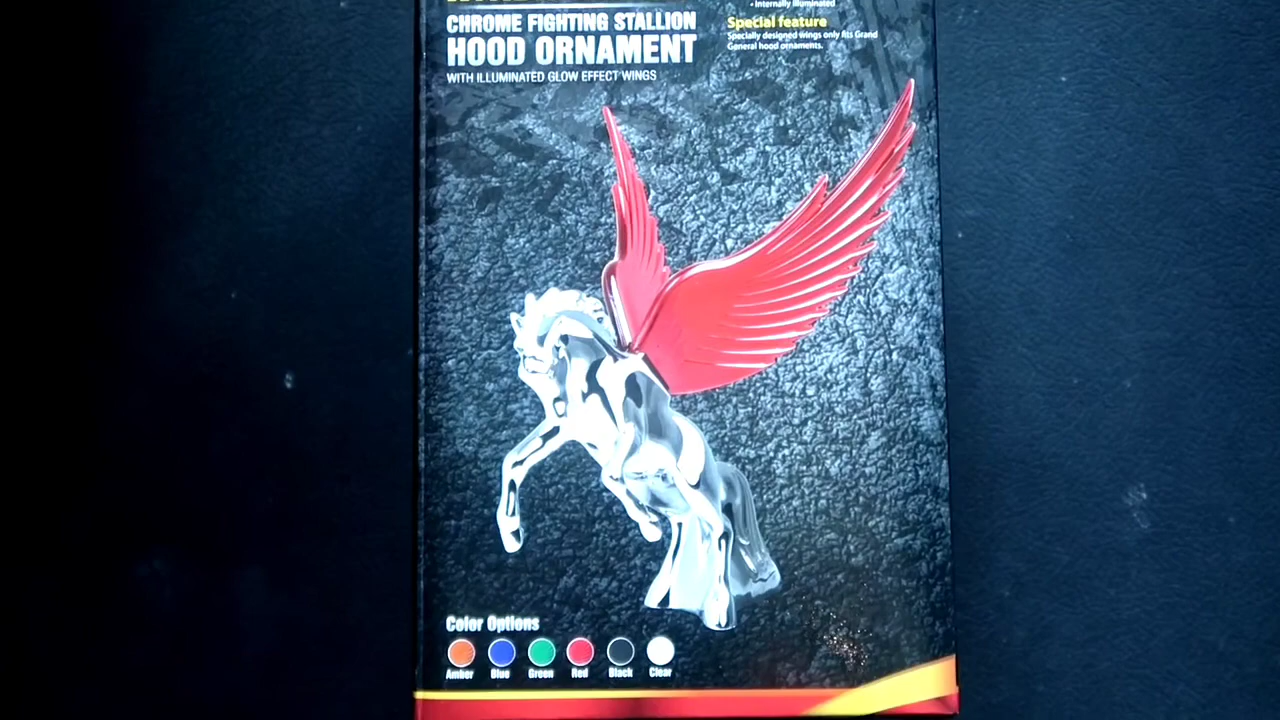 CHROME FIGHTING STALLION
HOOD ORNAMENT
WITH ILLUMINATED GLOW EFFECT WINGS
• Internally Illuminated
Special feature
Specially designed wings only fits Grand
General hood ornaments.
Color Options
Amber Blue Green Red Black Clear